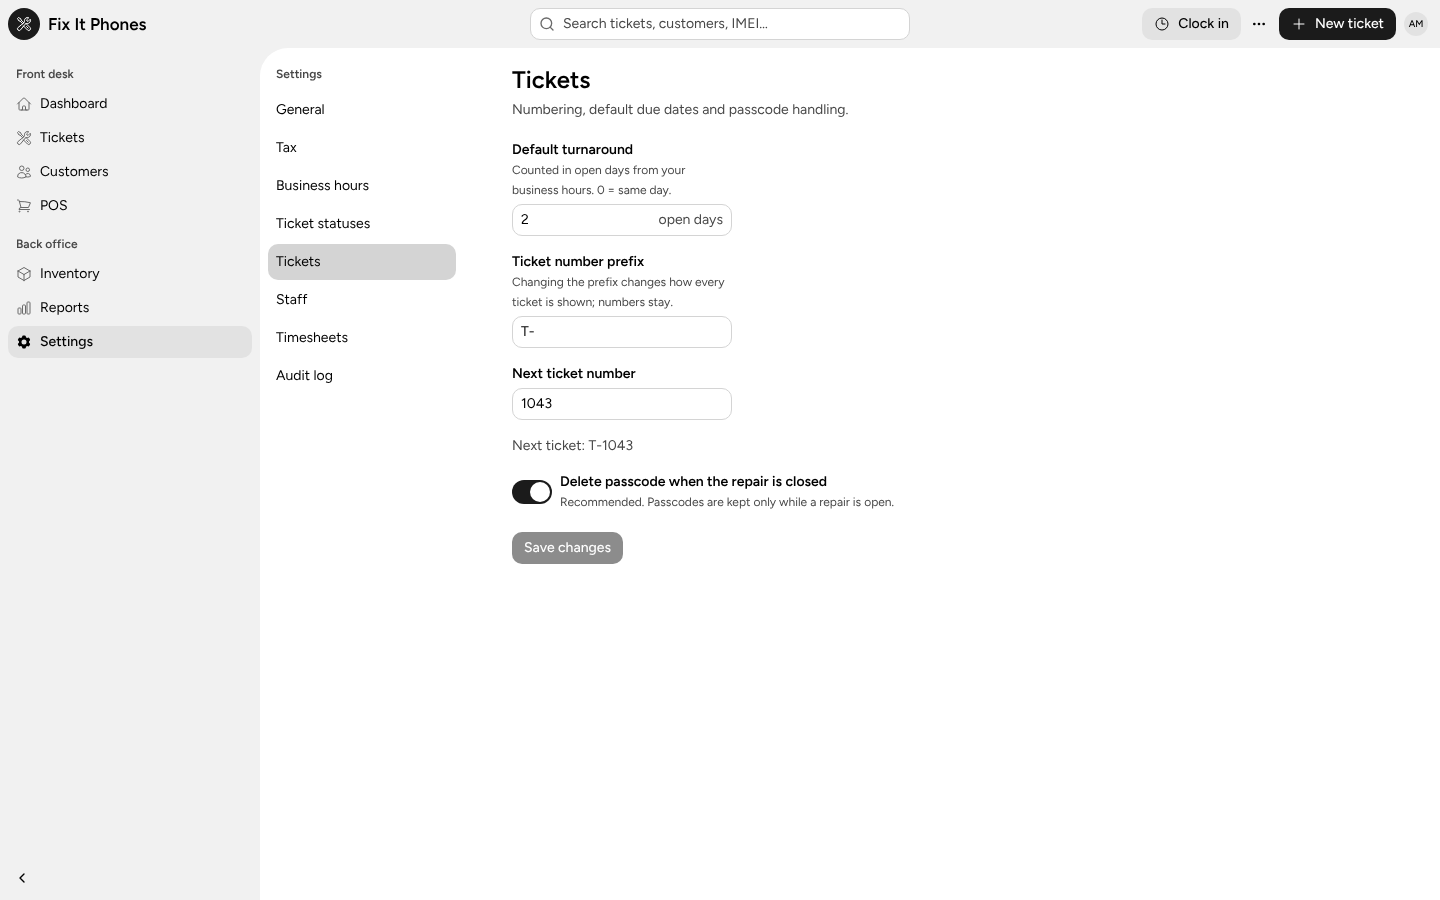 Fix It Phones
Search tickets, customers, IMEI...
Clock in
New ticket
AM
Front desk
Dashboard
Tickets
Customers
POS
Back office
Inventory
Reports
Settings
Settings
General
Tax
Business hours
Ticket statuses
Tickets
Staff
Timesheets
Audit log
Tickets
Numbering, default due dates and passcode handling.
Default turnaround
Counted in open days from your
business hours. 0 = same day.
2 open days
Ticket number prefix
Changing the prefix changes how every
ticket is shown; numbers stay.
T-
Next ticket number
1043
Next ticket: T-1043
Delete passcode when the repair is closed
Recommended. Passcodes are kept only while a repair is open.
Save changes